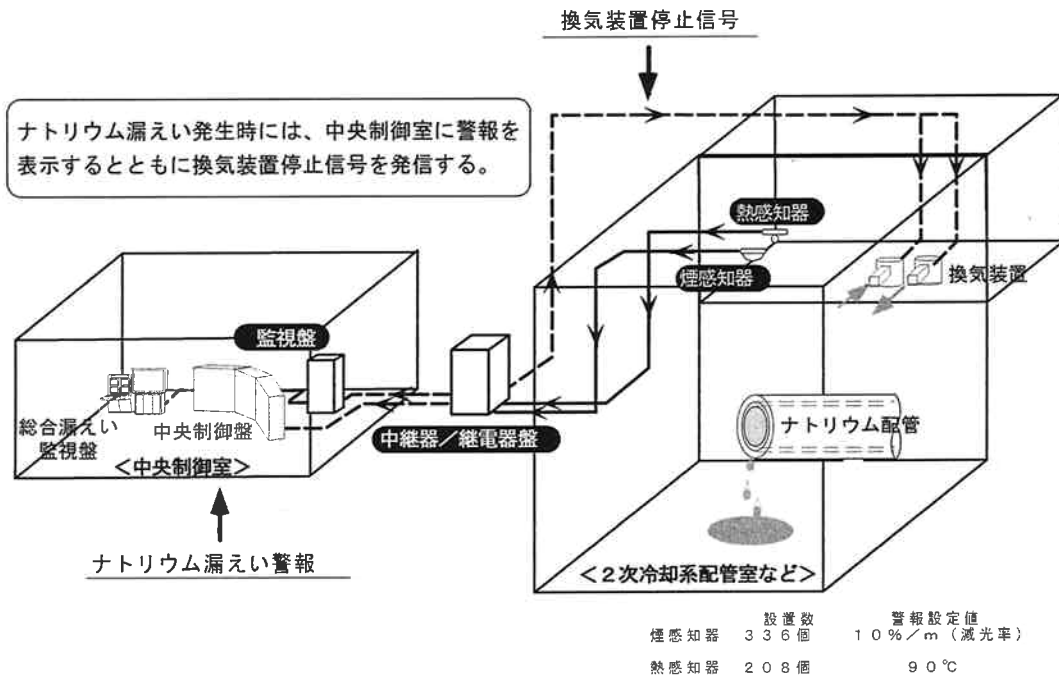 換気装置停止信号
ナトリウム漏えい発生時には、中央制御室に警報を
表示するとともに換気装置停止信号を発信する。
熱感知器
煙感知器
換気装置
監視盤
総合漏えい
監視盤
中央制御盤
中継器／継電器盤
ナトリウム配管
＜中央制御室＞
ナトリウム漏えい警報
＜２次冷却系配管室など＞
設置数 警報設定値
煙感知器 ３３６個 １０％／ｍ（減光率）
熱感知器 ２０８個 ９０℃